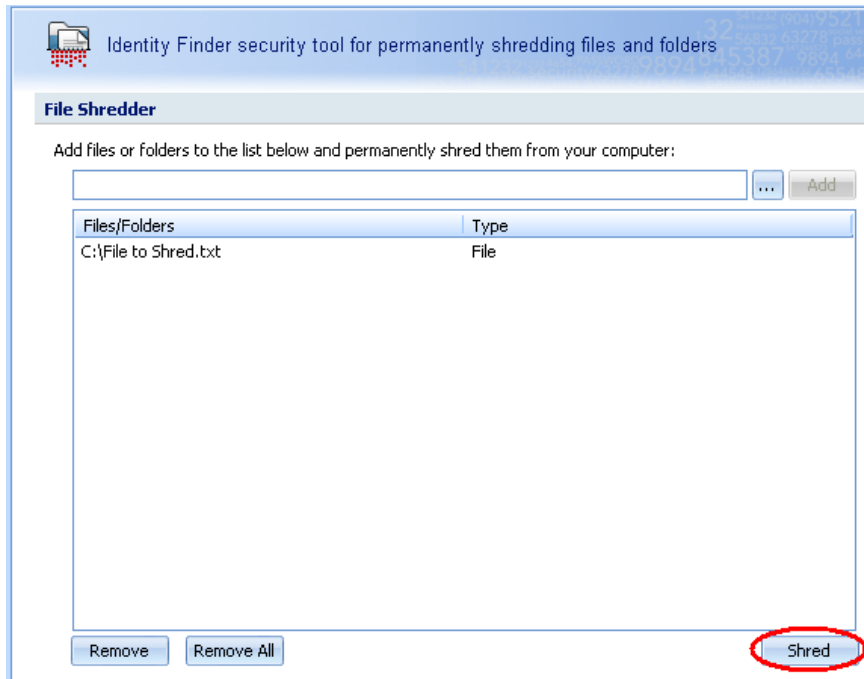 Identity Finder security tool for permanently shredding files and folders
File Shredder
Add files or folders to the list below and permanently shred them from your computer:
... Add
Files/Folders Type
C:\File to Shred.txt File
Remove Remove All Shred